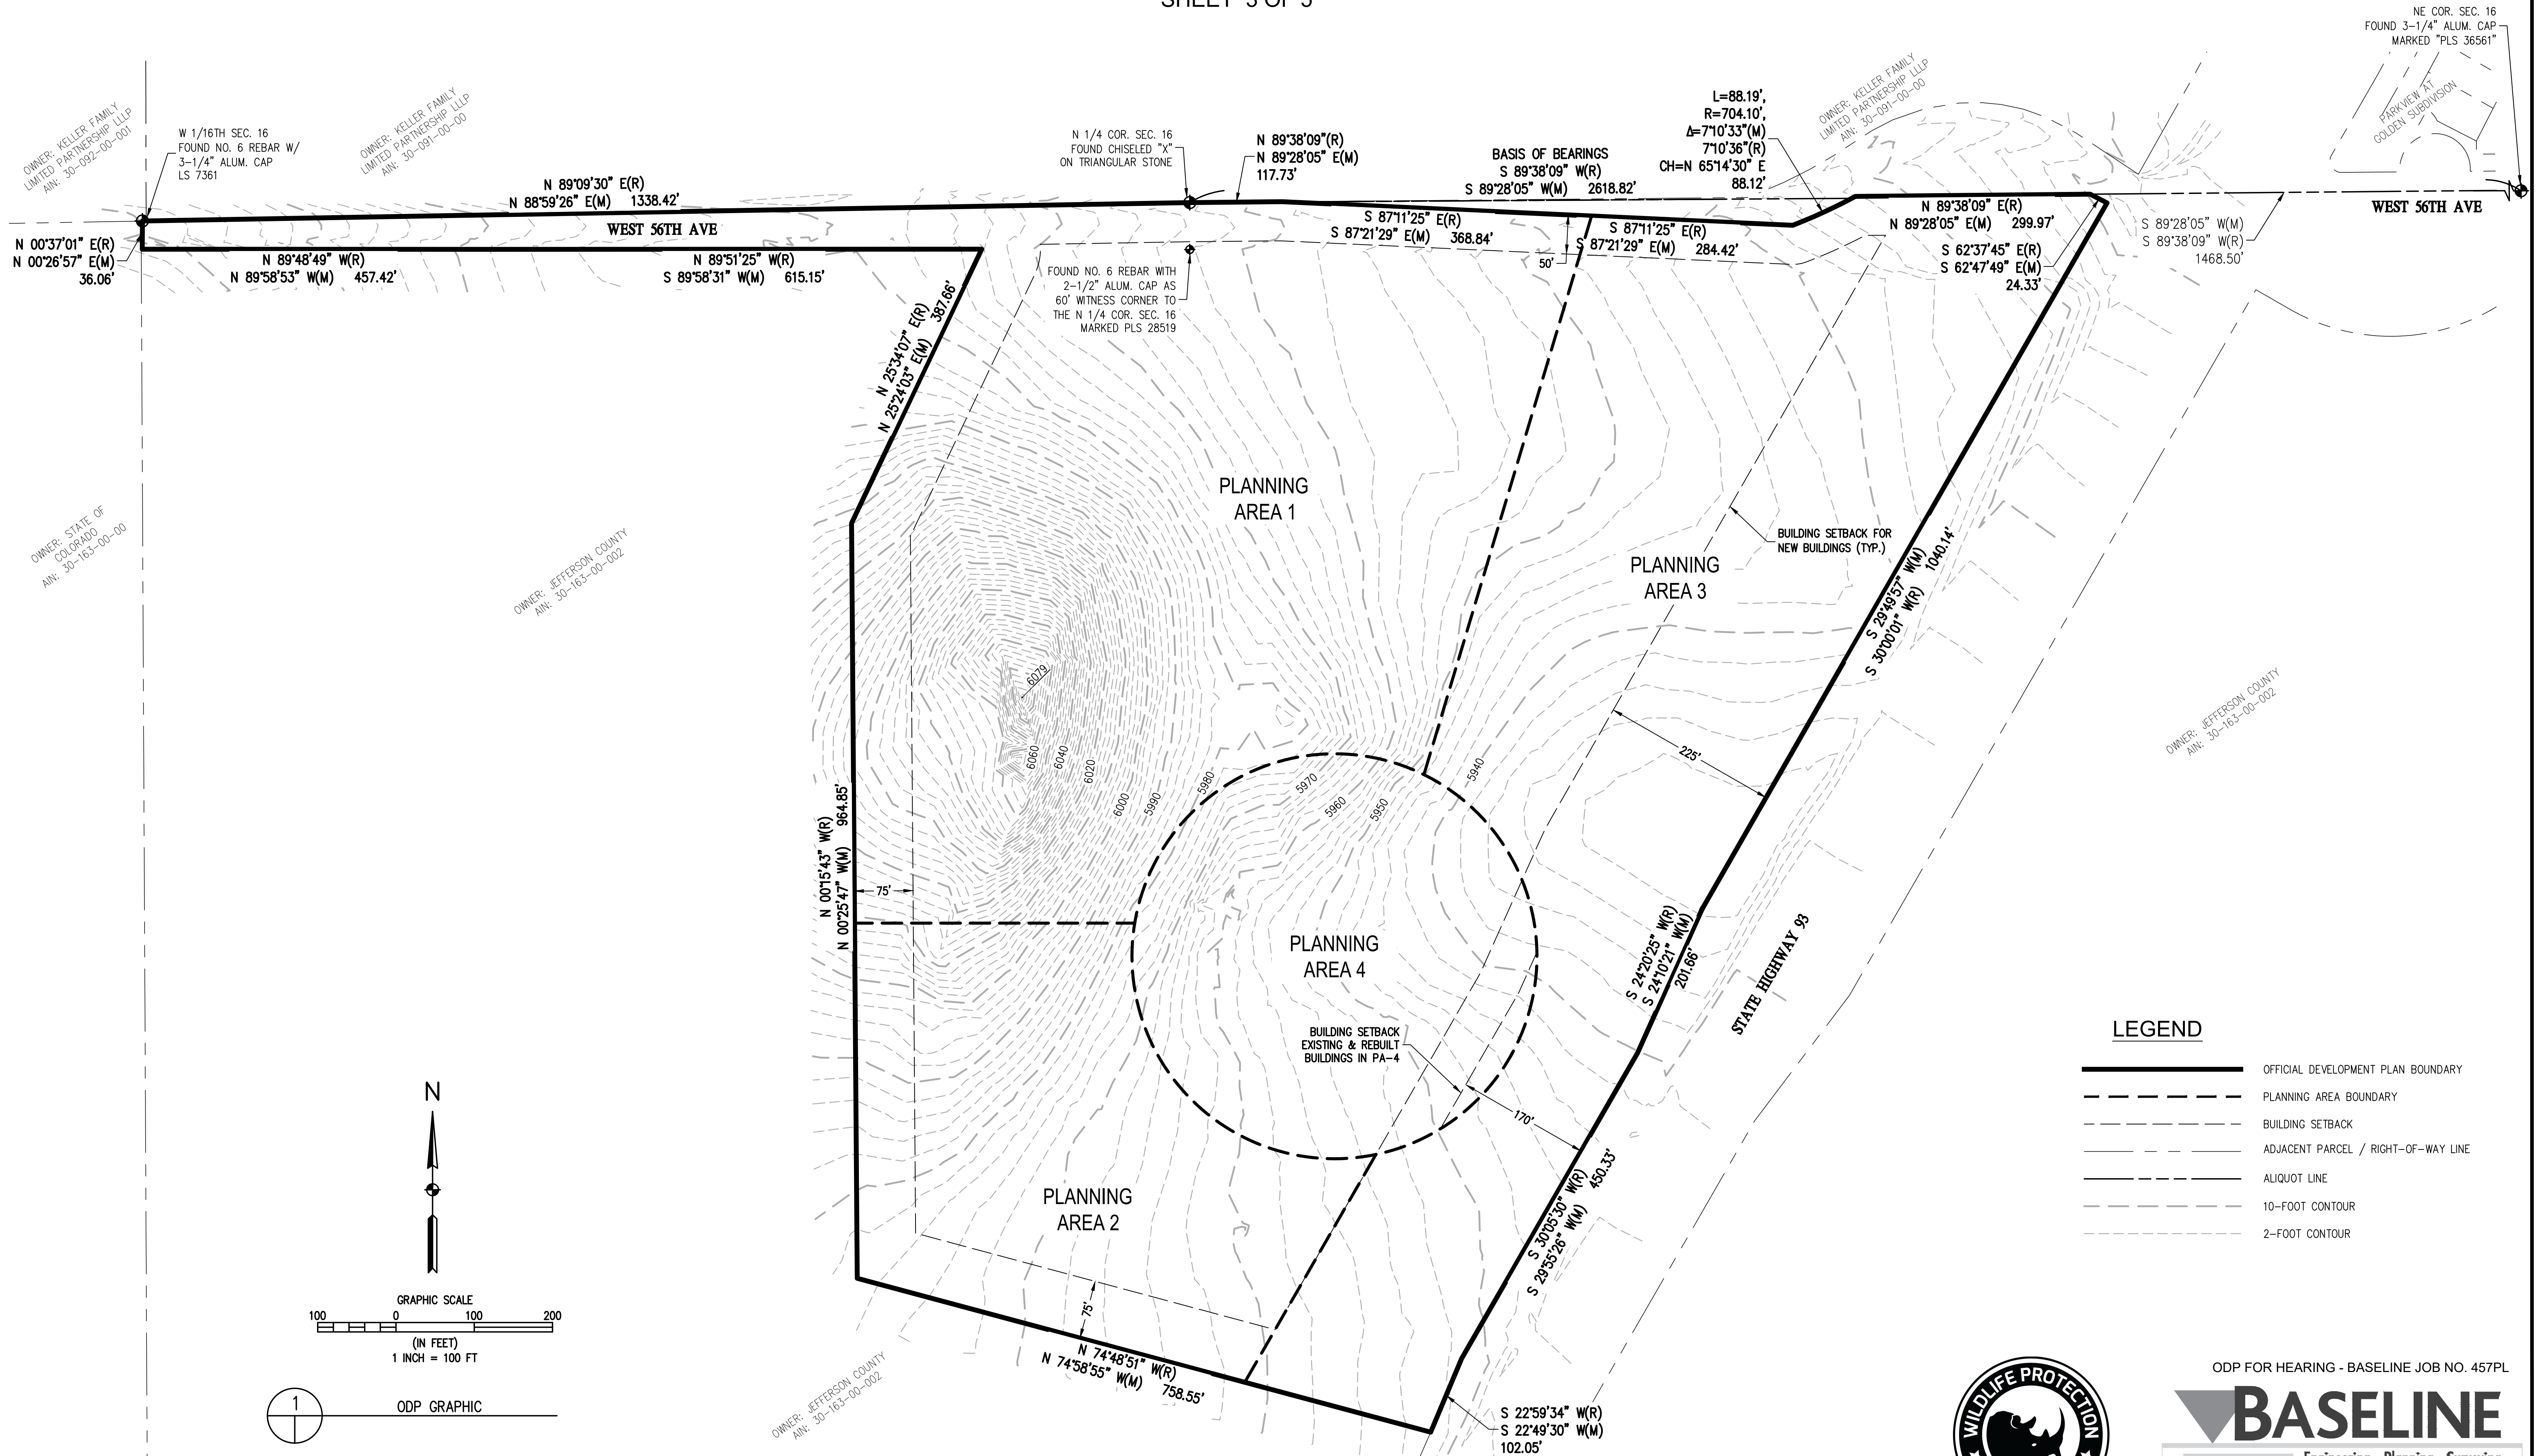 SHEET 3 OF 5
NE COR. SEC. 16
FOUND 3-1/4" ALUM. CAP
MARKED "PLS 36561"
OWNER: KELLER FAMILY
LIMITED PARTNERSHIP LLLP
AIN: 30-092-00-001
W 1/16TH SEC. 16
FOUND NO. 6 REBAR W/
3-1/4" ALUM. CAP
LS 7361
OWNER: KELLER FAMILY
LIMITED PARTNERSHIP LLLP
AIN: 30-091-00-00
N 1/4 COR. SEC. 16
FOUND CHISELED "X"
ON TRIANGULAR STONE
N 89°38'09"(R)
N 89°28'05" E(M)
117.73'
BASIS OF BEARINGS
S 89°38'09" W(R)
S 89°28'05" W(M) 2618.82'
L=88.19',
R=704.10',
Δ=7°10'33"(M)
7°10'36"(R)
CH=N 65°14'30" E
88.12'
OWNER: KELLER FAMILY
LIMITED PARTNERSHIP LLLP
AIN: 30-091-00-00
PARKVIEW AT
GOLDEN SUBDIVISION
N 89°09'30" E(R)
N 88°59'26" E(M) 1338.42'
WEST 56TH AVE
N 00°37'01" E(R)
N 00°26'57" E(M)
36.06'
N 89°48'49" W(R)
N 89°58'53" W(M) 457.42'
N 89°51'25" W(R)
S 89°58'31" W(M) 615.15'
FOUND NO. 6 REBAR WITH
2-1/2" ALUM. CAP AS
60' WITNESS CORNER TO
THE N 1/4 COR. SEC. 16
MARKED PLS 28519
S 87°11'25" E(R)
S 87°21'29" E(M) 368.84'
50'
S 87°11'25" E(R)
S 87°21'29" E(M) 284.42'
N 89°38'09" E(R)
N 89°28'05" E(M) 299.97'
S 62°37'45" E(R)
S 62°47'49" E(M)
24.33'
S 89°28'05" W(M)
S 89°38'09" W(R)
1468.50'
WEST 56TH AVE
N 25°34'07" E(R)
N 25°24'03" E(M) 387.66'
OWNER: STATE OF
COLORADO
AIN: 30-163-00-00
OWNER: JEFFERSON COUNTY
AIN: 30-163-00-002
PLANNING
AREA 1
BUILDING SETBACK FOR
NEW BUILDINGS (TYP.)
PLANNING
AREA 3
S 29°49'57" W(M)
S 30°00'01" W(R) 1040.14'
OWNER: JEFFERSON COUNTY
AIN: 30-163-00-002
6079
6060
6040
6020
6000
5990
5980
5970
5960
5950
5940
225'
N 00°15'43" W(R)
N 00°25'47" W(M) 964.85'
75'
PLANNING
AREA 4
S 24°20'25" W(R)
S 24°10'21" W(M)
201.66'
STATE HIGHWAY 93
BUILDING SETBACK
EXISTING & REBUILT
BUILDINGS IN PA-4
170'
S 30°05'30" W(R)
S 29°55'26" W(M) 450.33'
PLANNING
AREA 2
75'
N 74°48'51" W(R)
N 74°58'55" W(M) 758.55'
OWNER: JEFFERSON COUNTY
AIN: 30-163-00-002
S 22°59'34" W(R)
S 22°49'30" W(M)
102.05'
N
GRAPHIC SCALE
100 0 100 200
(IN FEET)
1 INCH = 100 FT
1
ODP GRAPHIC
LEGEND
OFFICIAL DEVELOPMENT PLAN BOUNDARY
PLANNING AREA BOUNDARY
BUILDING SETBACK
ADJACENT PARCEL / RIGHT-OF-WAY LINE
ALIQUOT LINE
10-FOOT CONTOUR
2-FOOT CONTOUR
WILDLIFE PROTECTION
ODP FOR HEARING - BASELINE JOB NO. 457PL
BASELINE